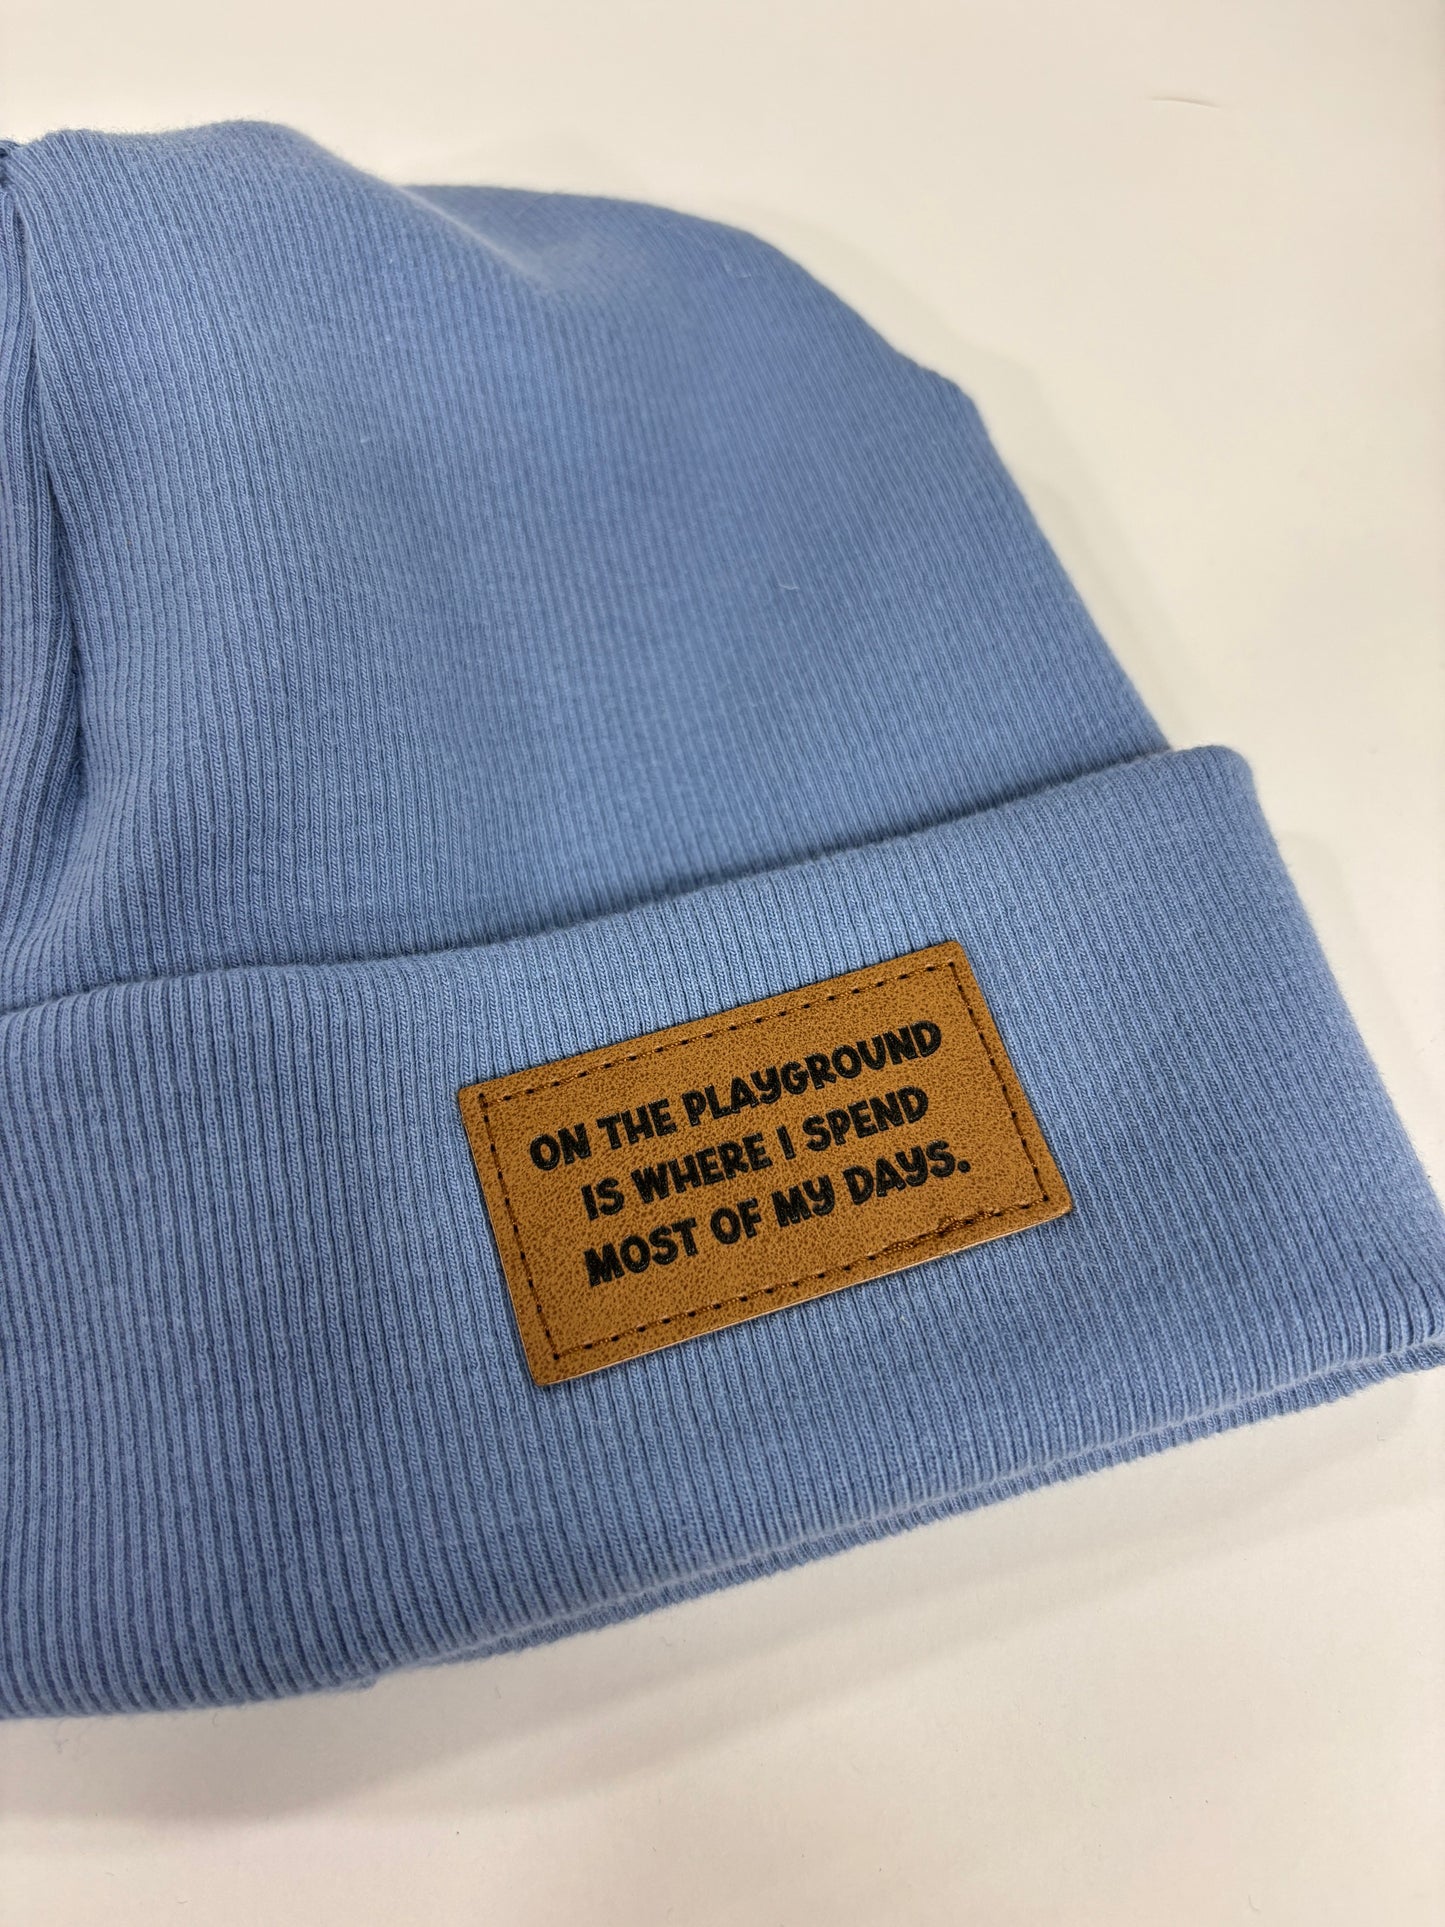 ON THE PLAYGROUND
IS WHERE I SPEND
MOST OF MY DAYS.